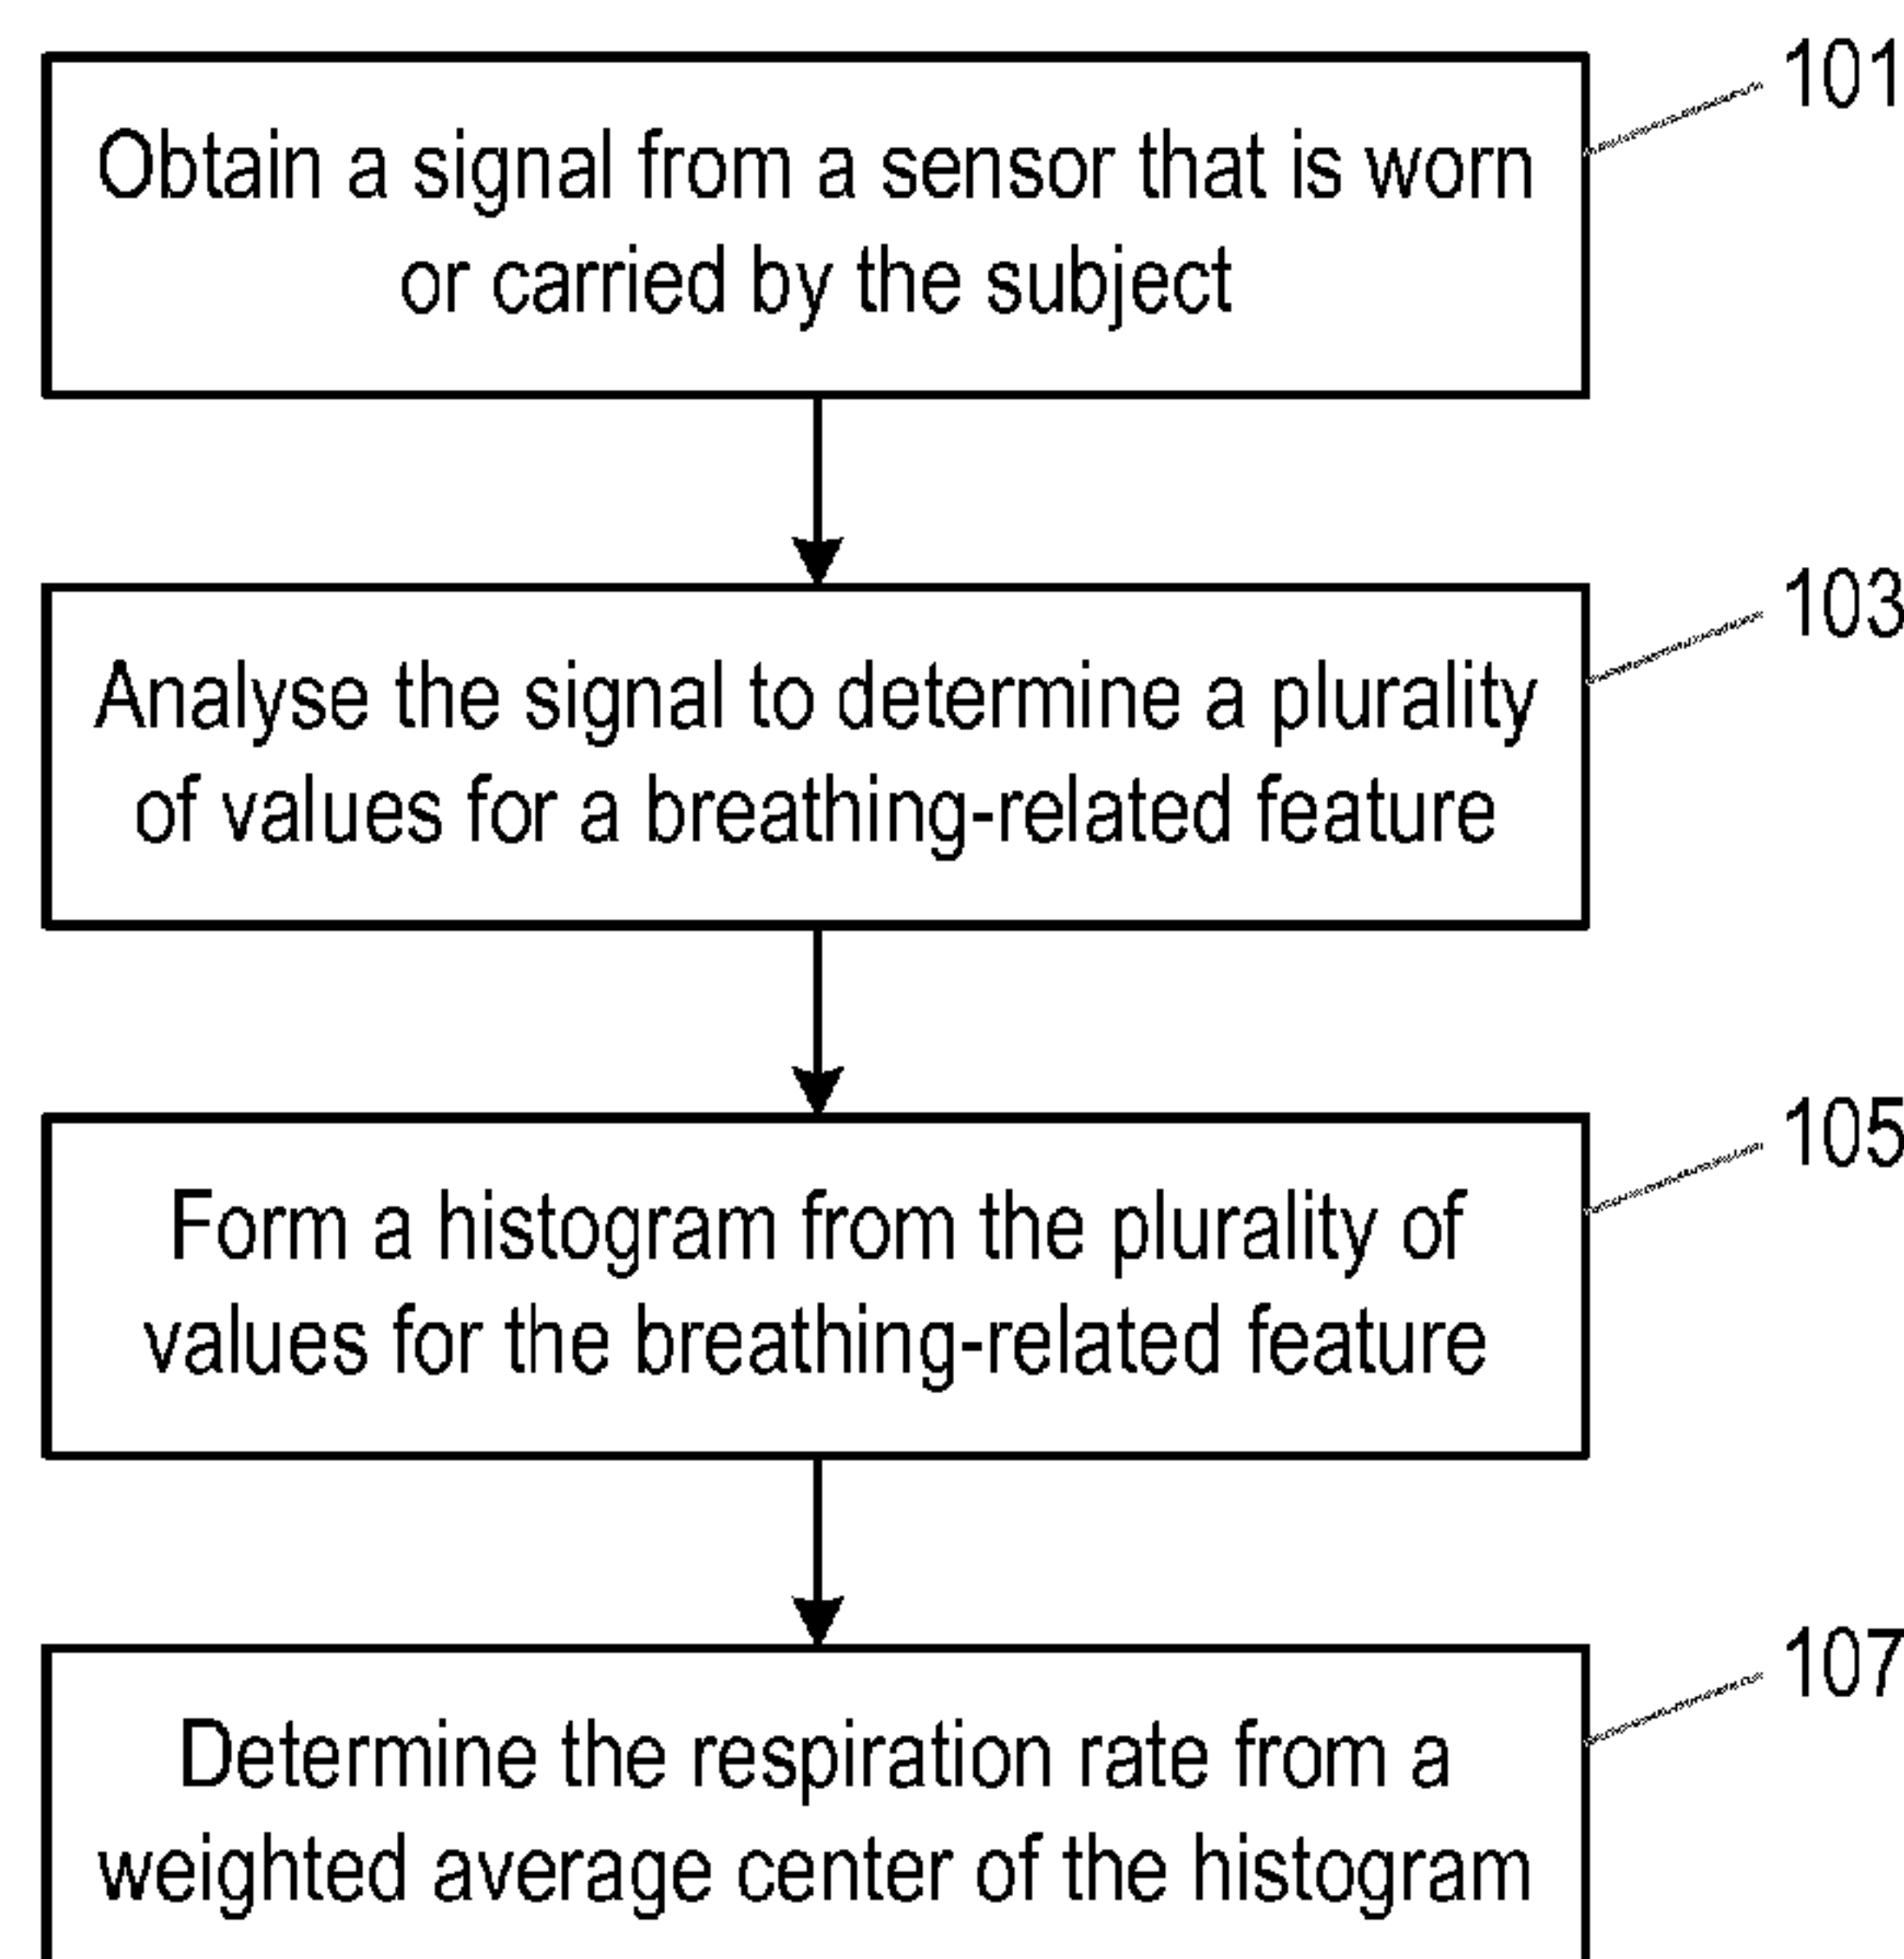 101
Obtain a signal from a sensor that is worn
or carried by the subject
103
Analyse the signal to determine a plurality
of values for a breathing-related feature
105
Form a histogram from the plurality of
values for the breathing-related feature
107
Determine the respiration rate from a
weighted average center of the histogram